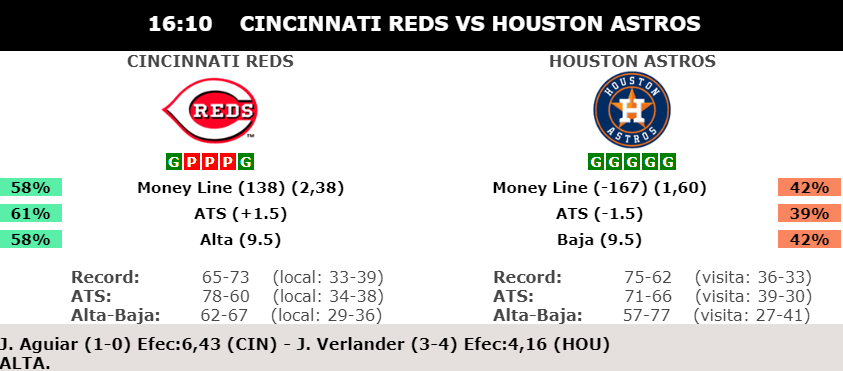 16:10 CINCINNATI REDS VS HOUSTON ASTROS
CINCINNATI REDS HOUSTON ASTROS
REDS
HOUSTON
H
ASTROS
G P P P G G G G G G
58% Money Line (138) (2,38) Money Line (-167) (1,60) 42%
61% ATS (+1.5) ATS (-1.5) 39%
58% Alta (9.5) Baja (9.5) 42%
Record: 65-73 (local: 33-39) Record: 75-62 (visita: 36-33)
ATS: 78-60 (local: 34-38) ATS: 71-66 (visita: 39-30)
Alta-Baja: 62-67 (local: 29-36) Alta-Baja: 57-77 (visita: 27-41)
J. Aguiar (1-0) Efec:6,43 (CIN) - J. Verlander (3-4) Efec:4,16 (HOU)
ALTA.